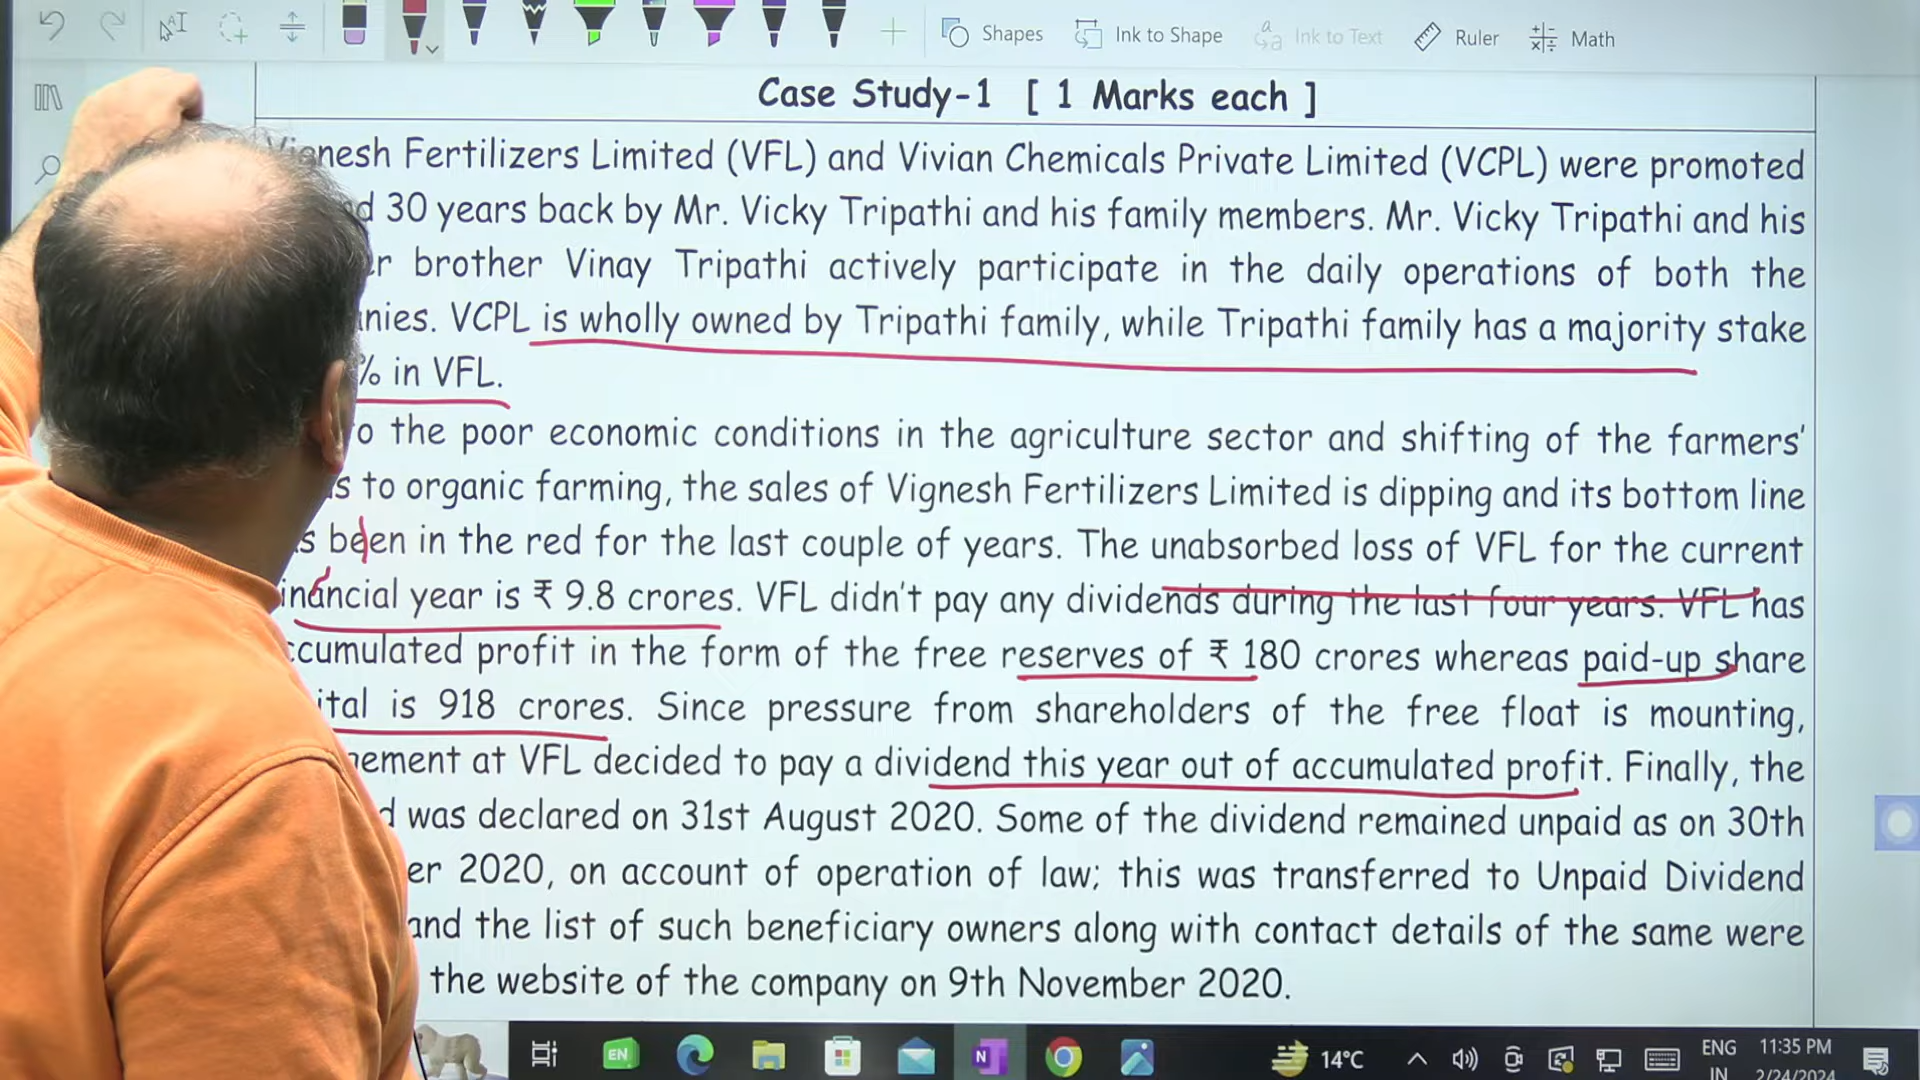 Shapes Ink to Shape Ink to Text Ruler Math
Case Study-1 [ 1 Marks each ]
Vignesh Fertilizers Limited (VFL) and Vivian Chemicals Private Limited (VCPL) were promoted
30 years back by Mr. Vicky Tripathi and his family members. Mr. Vicky Tripathi and his
brother Vinay Tripathi actively participate in the daily operations of both the
VCPL is wholly owned by Tripathi family, while Tripathi family has a majority stake
% in VFL.
the poor economic conditions in the agriculture sector and shifting of the farmers'
to organic farming, the sales of Vignesh Fertilizers Limited is dipping and its bottom line
been in the red for the last couple of years. The unabsorbed loss of VFL for the current
financial year is ₹ 9.8 crores. VFL didn't pay any dividends during the last four years. VFL has
accumulated profit in the form of the free reserves of ₹ 180 crores whereas paid-up share
is 918 crores. Since pressure from shareholders of the free float is mounting,
at VFL decided to pay a dividend this year out of accumulated profit. Finally, the
was declared on 31st August 2020. Some of the dividend remained unpaid as on 30th
2020, on account of operation of law; this was transferred to Unpaid Dividend
and the list of such beneficiary owners along with contact details of the same were
the website of the company on 9th November 2020.
EN 14°C ENG 11:35 PM
IN 2/24/2024